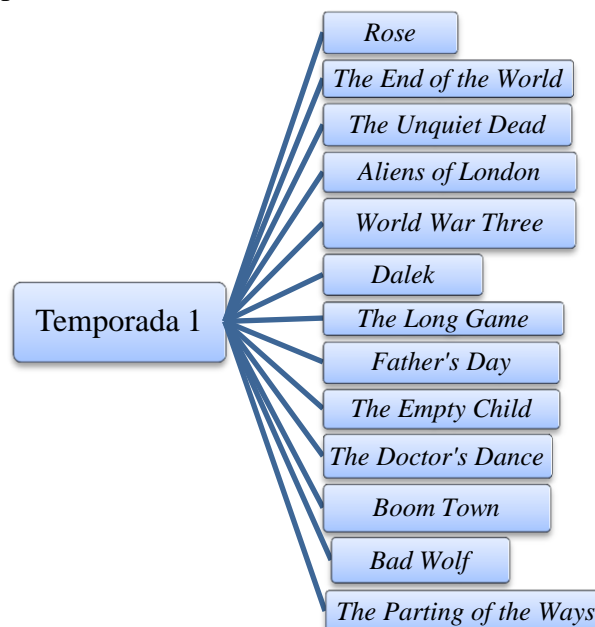 Rose
The End of the World
The Unquiet Dead
Aliens of London
World War Three
Temporada 1
Dalek
The Long Game
Father's Day
The Empty Child
The Doctor's Dance
Boom Town
Bad Wolf
The Parting of the Ways